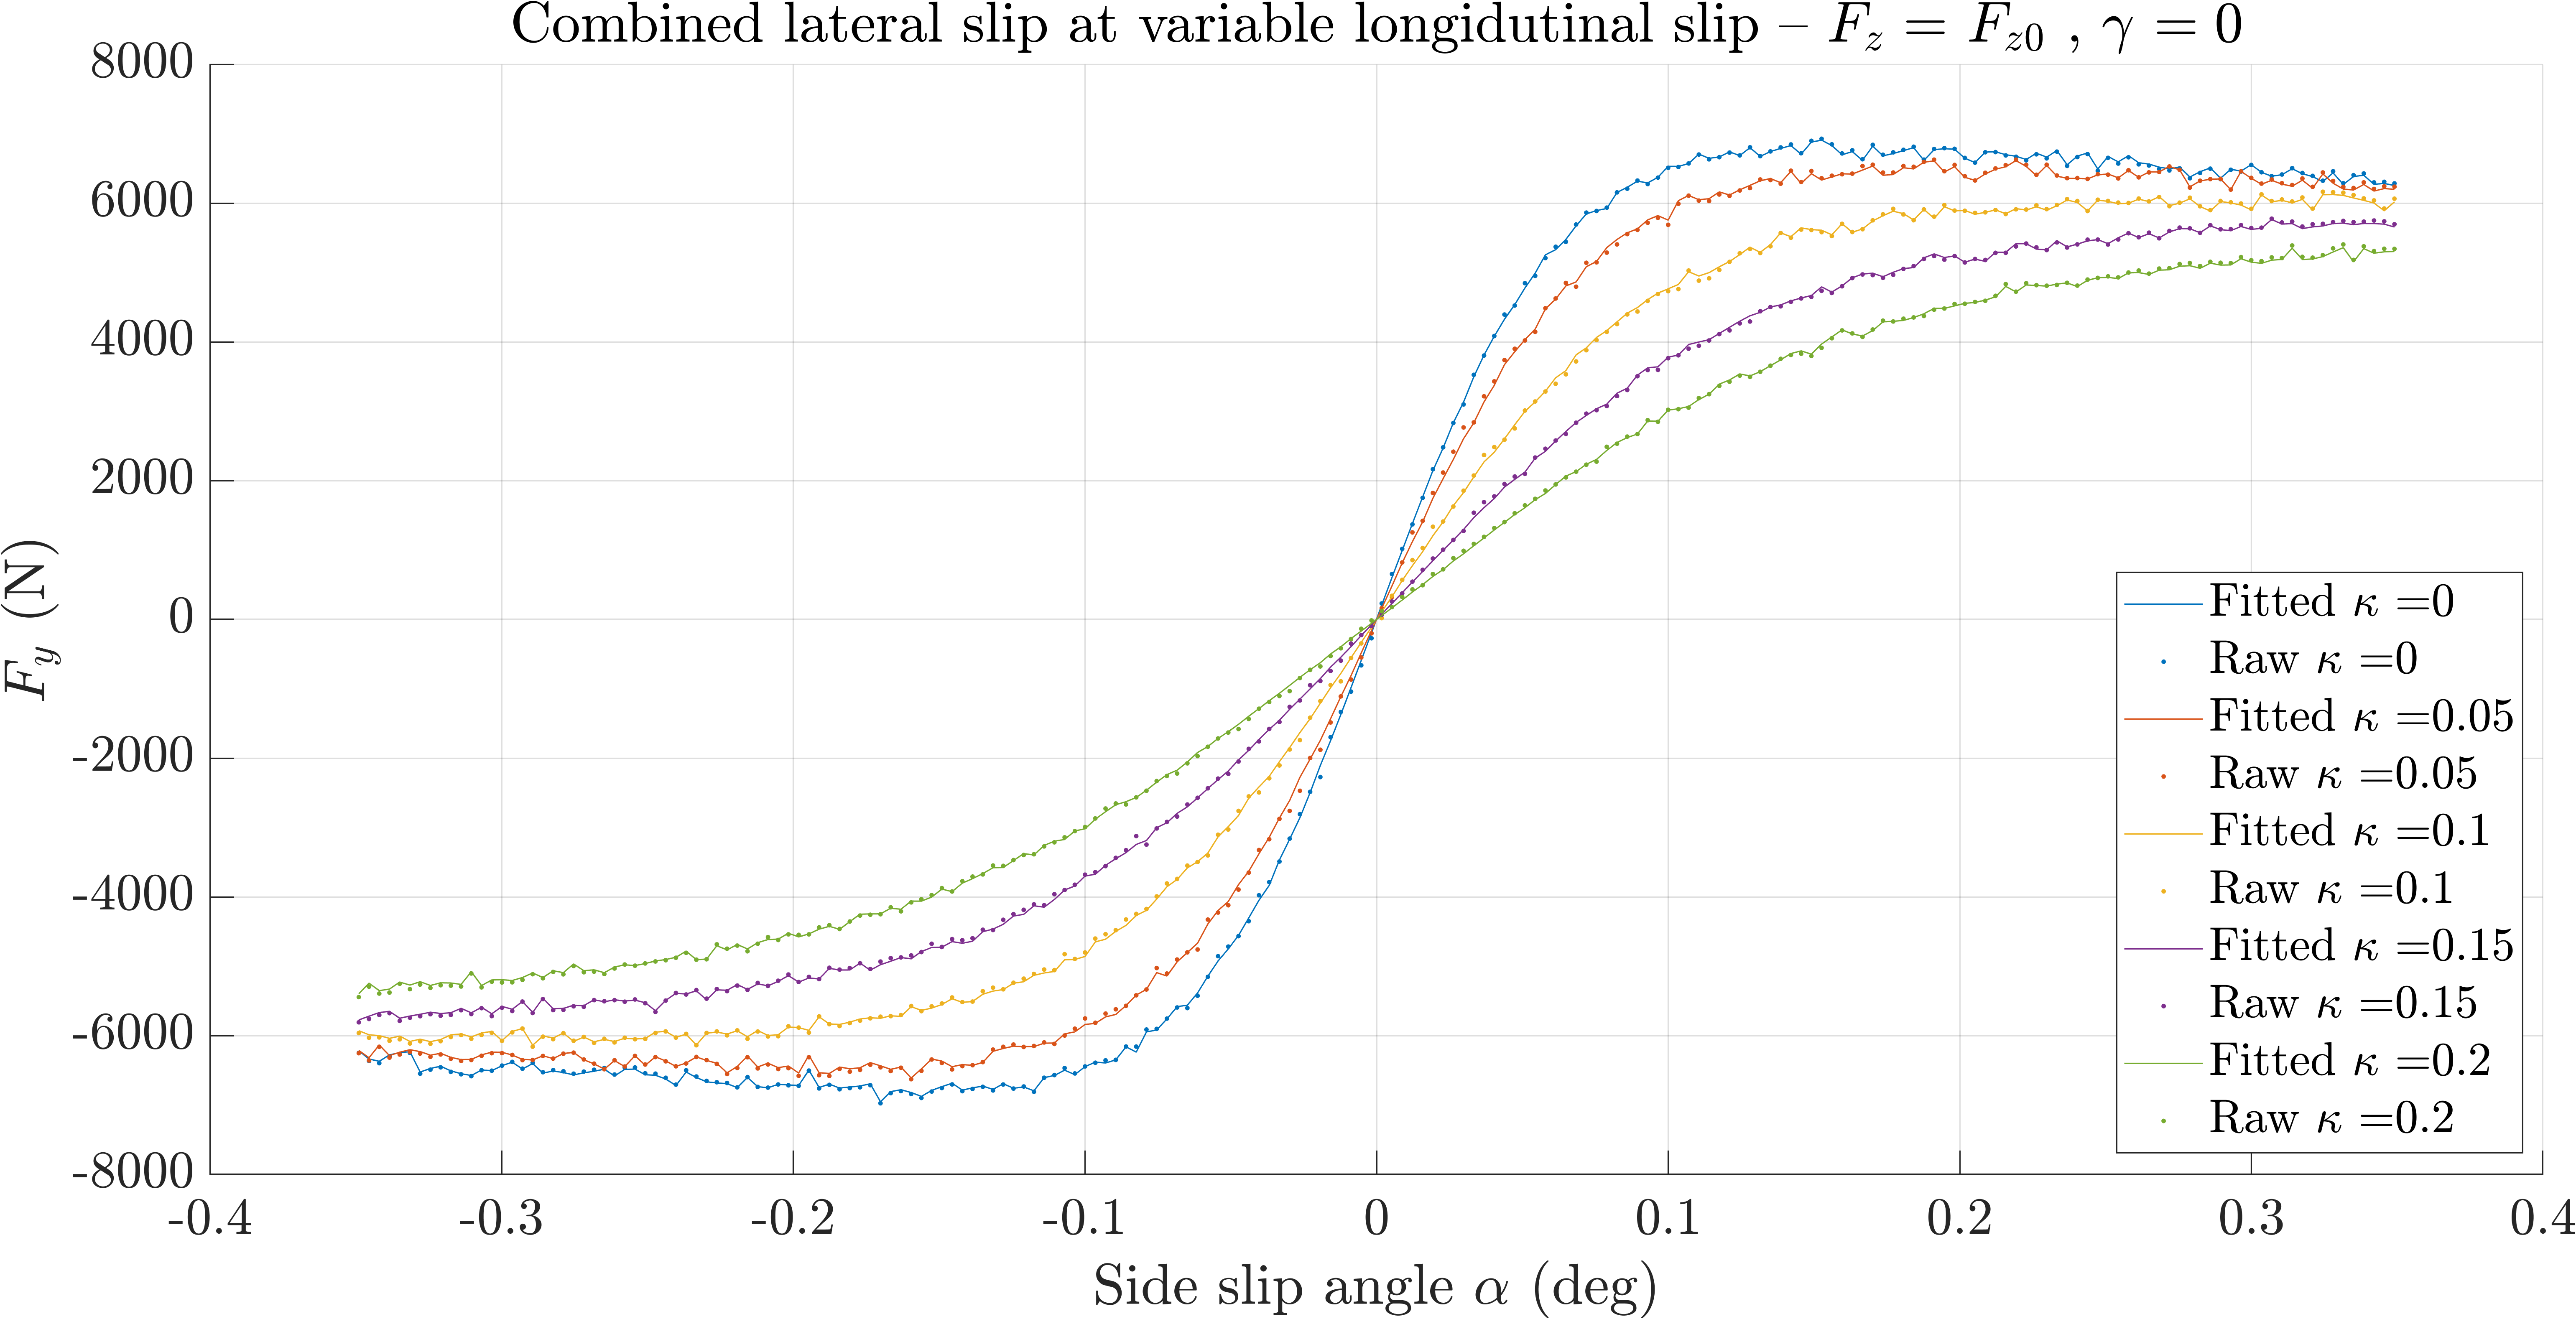 Combined lateral slip at variable longidutinal slip – F_z = F_z0 , γ = 0
8000
6000
4000
2000
0
-2000
-4000
-6000
-8000
F_y (N)
Fitted κ =0
Raw κ =0
Fitted κ =0.05
Raw κ =0.05
Fitted κ =0.1
Raw κ =0.1
Fitted κ =0.15
Raw κ =0.15
Fitted κ =0.2
Raw κ =0.2
-0.4 -0.3 -0.2 -0.1 0 0.1 0.2 0.3 0.4
Side slip angle α (deg)